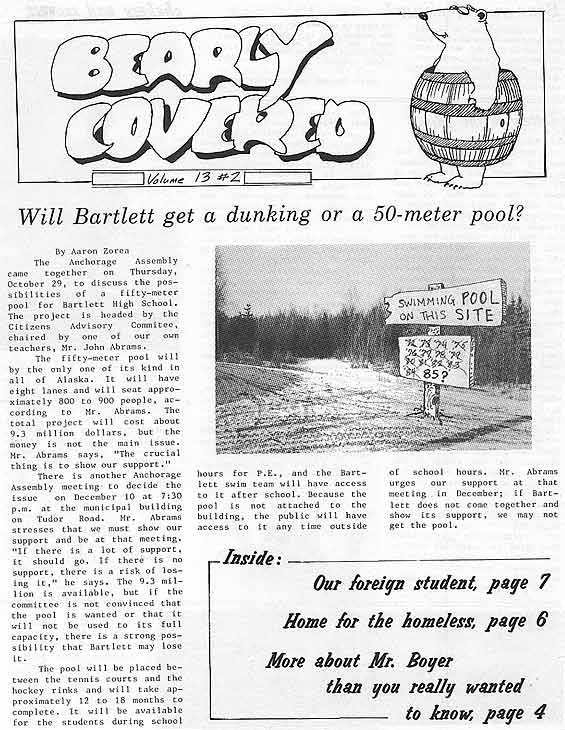 BEARLY
COVERED
Volume 13 #2
Will Bartlett get a dunking or a 50-meter pool?
By Aaron Zorea
The Anchorage Assembly
came together on Thursday,
October 29, to discuss the pos-
sibilities of a fifty-meter
pool for Bartlett High School.
The project is headed by the
Citizens Advisory Commitee,
chaired by one of our own
teachers, Mr. John Abrams.
The fifty-meter pool will
by the only one of its kind in
all of Alaska. It will have
eight lanes and will seat appro-
ximately 800 to 900 people, ac-
cording to Mr. Abrams. The
total project will cost about
9.3 million dollars, but the
money is not the main issue.
Mr. Abrams says, "The crucial
thing is to show our support."
There is another Anchorage
Assembly meeting to decide the
issue on December 10 at 7:30
p.m. at the municipal building
on Tudor Road. Mr. Abrams
stresses that we must show our
support and be at that meeting.
"If there is a lot of support,
it should go. If there is no
support, there is a risk of los-
ing it," he says. The 9.3 mil-
lion is available, but if the
committee is not convinced that
the pool is wanted or that it
will not be used to its full
capacity, there is a strong pos-
sibility that Bartlett may lose
it.
The pool will be placed be-
tween the tennis courts and the
hockey rinks and will take ap-
proximately 12 to 18 months to
complete. It will be available
for the students during school
SWIMMING POOL
ON THIS SITE
'72 '73 '74 '75
'76 '77 '78 '79
'80 '81 '82 '83
'84 85?
hours for P.E., and the Bart-
lett swim team will have access
to it after school. Because the
pool is not attached to the
building, the public will have
access to it any time outside
of school hours. Mr. Abrams
urges our support at that
meeting in December; if Bart-
lett does not come together and
show its support, we may not
get the pool.
Inside:
Our foreign student, page 7
Home for the homeless, page 6
More about Mr. Boyer
than you really wanted
to know, page 4